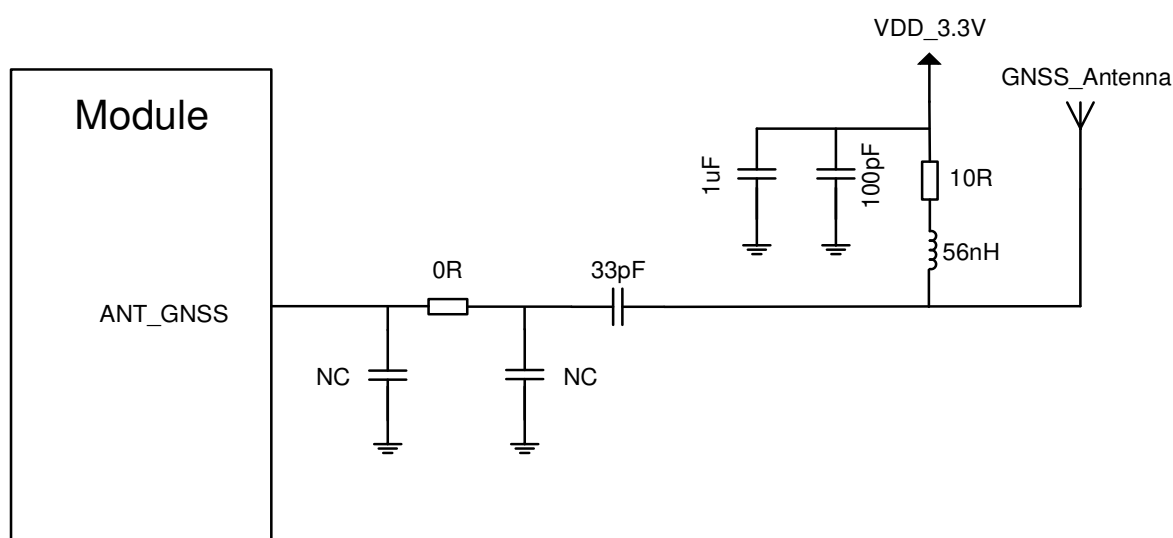 VDD_3.3V
GNSS_Antenna
Module
1uF
100pF
10R
56nH
0R
33pF
ANT_GNSS
NC
NC